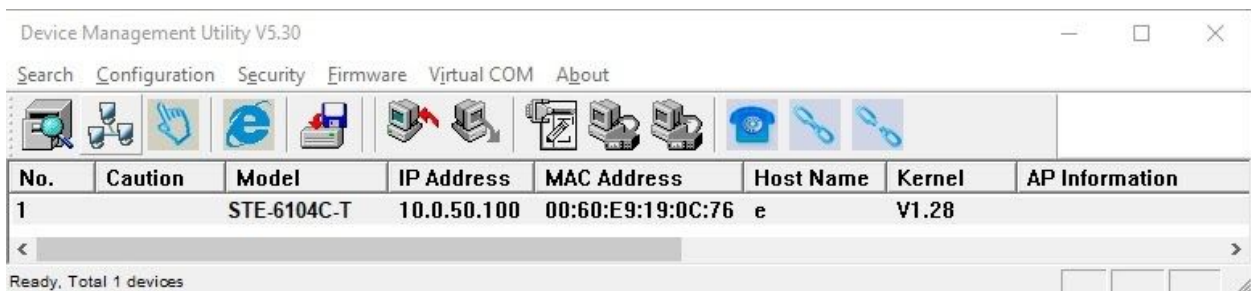 Device Management Utility V5.30
Search Configuration Security Firmware Virtual COM About
No. Caution Model IP Address MAC Address Host Name Kernel AP Information
1 STE-6104C-T 10.0.50.100 00:60:E9:19:0C:76 e V1.28
Ready, Total 1 devices